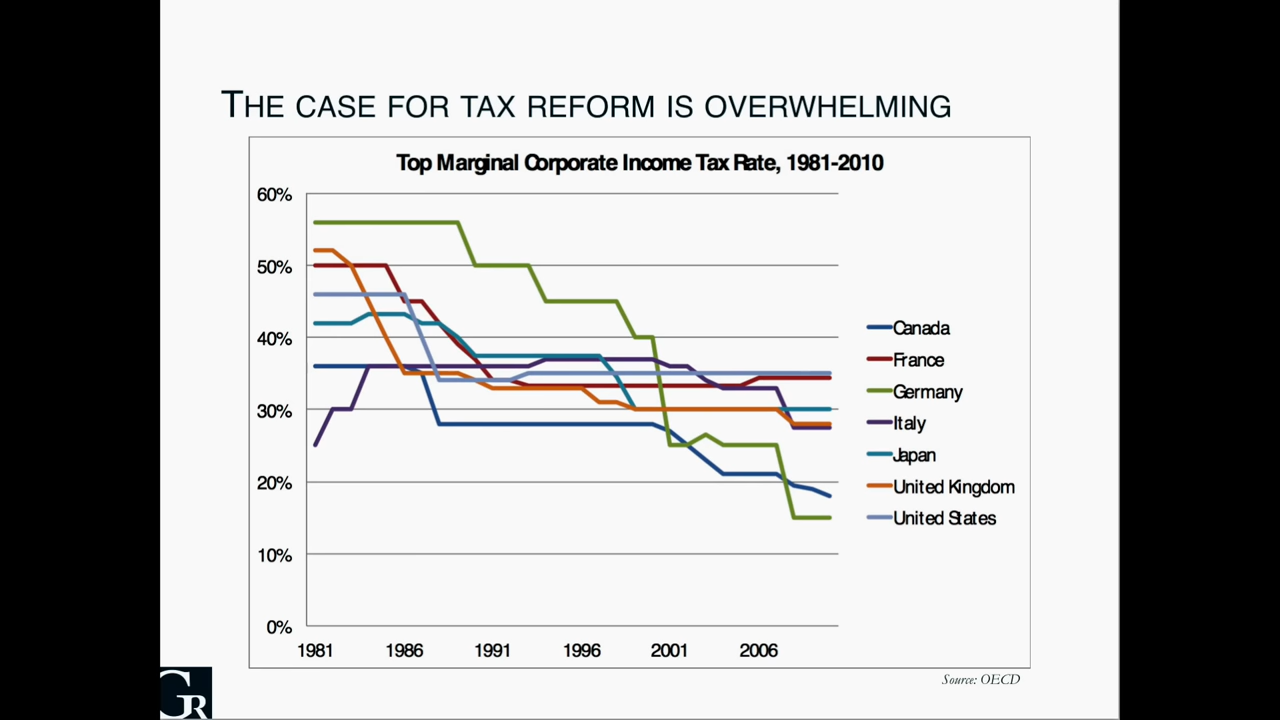 THE CASE FOR TAX REFORM IS OVERWHELMING
Top Marginal Corporate Income Tax Rate, 1981-2010
60%
50%
40%
30%
20%
10%
0%
1981 1986 1991 1996 2001 2006
Canada
France
Germany
Italy
Japan
United Kingdom
United States
Source: OECD
GR